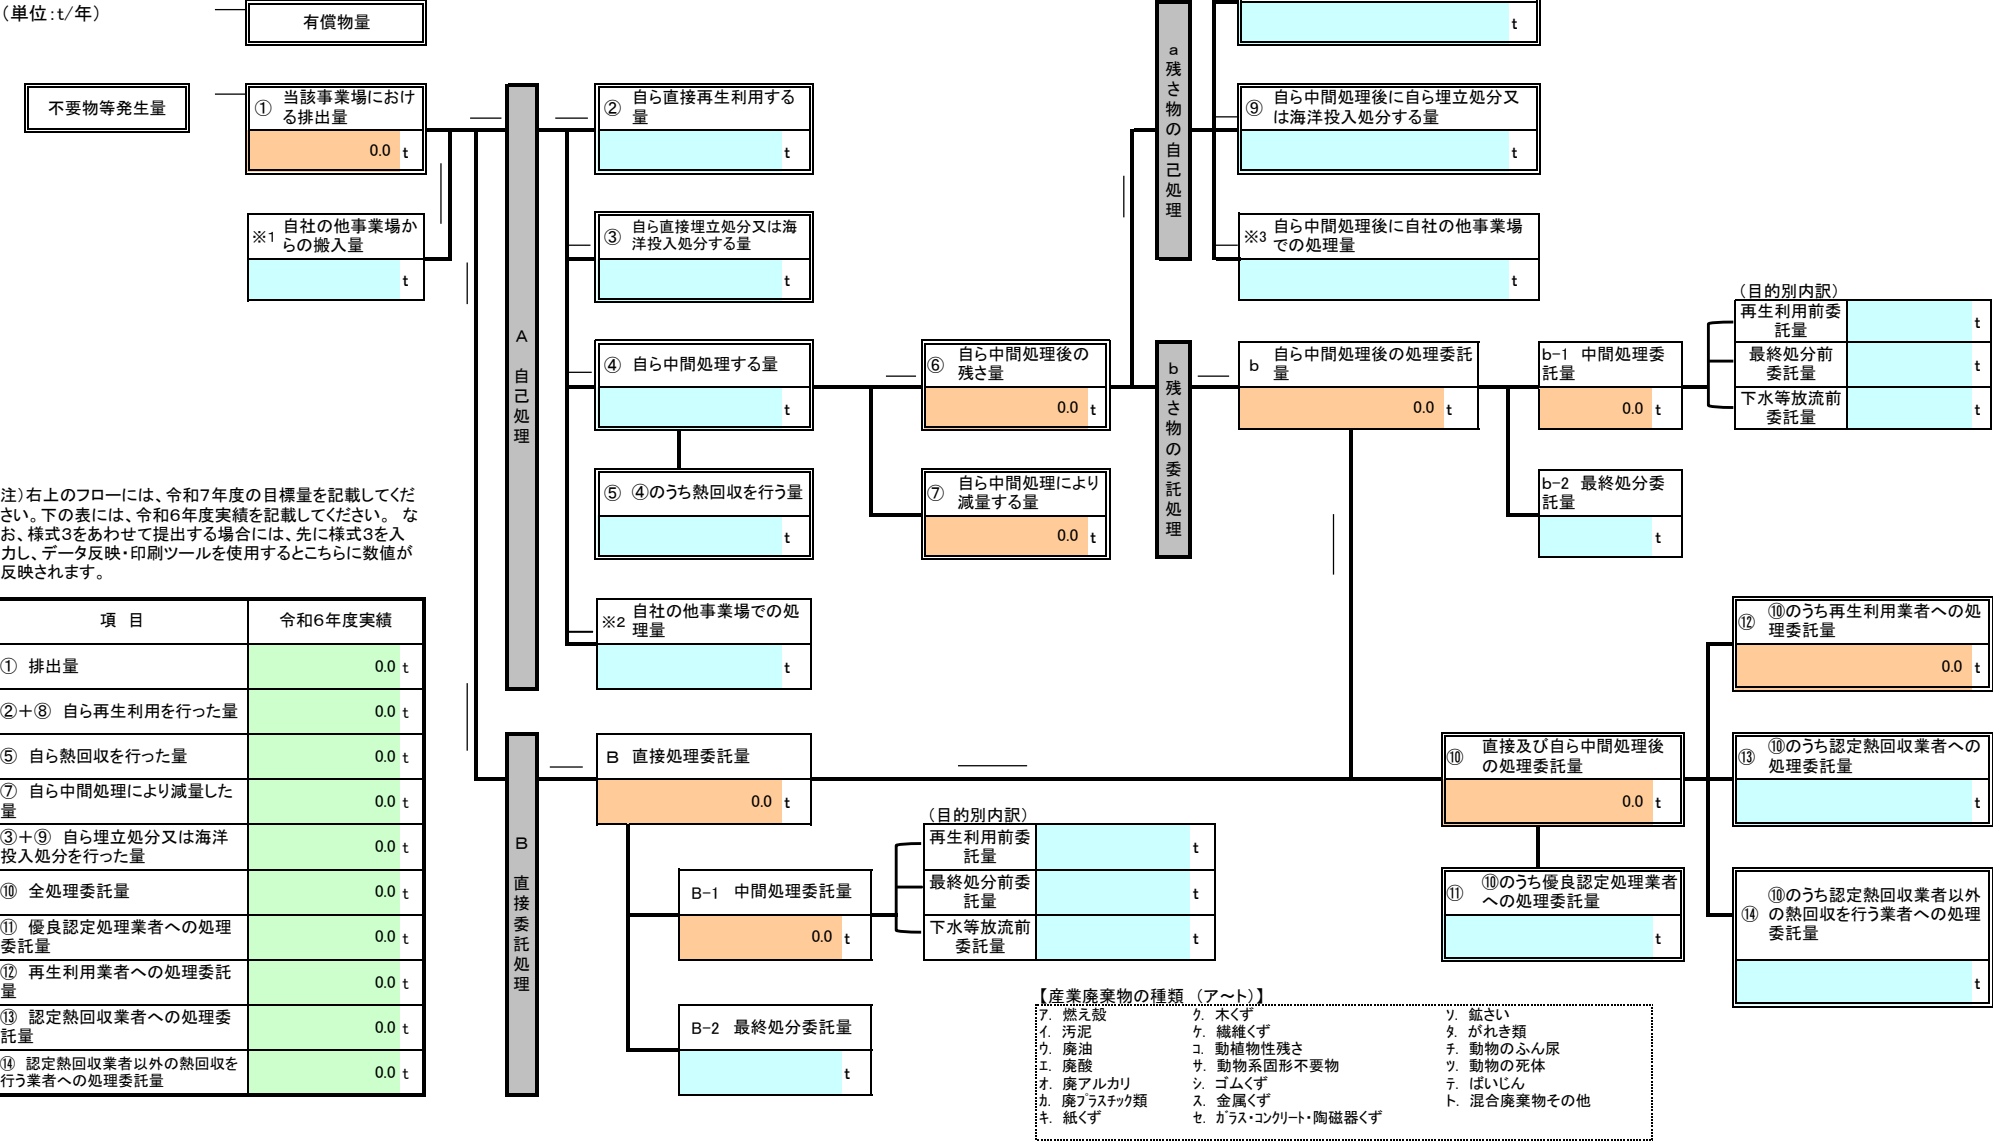 （単位：t/年）
有償物量
t
不要物等発生量
① 当該事業場におけ
る排出量
0.0 t
※1 自社の他事業場か
らの搬入量
t
A 自己処理
② 自ら直接再生利用する
量
t
③ 自ら直接埋立処分又は海
洋投入処分する量
t
④ 自ら中間処理する量
t
⑤ ④のうち熱回収を行う量
t
※2 自社の他事業場での処
理量
t
⑥ 自ら中間処理後の
残さ量
0.0 t
⑦ 自ら中間処理により
減量する量
0.0 t
a残さ物の自己処理
⑨ 自ら中間処理後に自ら埋立処分又
は海洋投入処分する量
t
※3 自ら中間処理後に自社の他事業場
での処理量
t
b残さ物の委託処理
b 自ら中間処理後の処理委託
量
0.0 t
b-1 中間処理委
託量
0.0 t
b-2 最終処分委
託量
t
（目的別内訳）
再生利用前委
託量
t
最終処分前
委託量
t
下水等放流前
委託量
t
注）右上のフローには、令和７年度の目標量を記載してくだ
さい。下の表には、令和６年度実績を記載してください。 な
お、様式３をあわせて提出する場合には、先に様式３を入
力し、データ反映・印刷ツールを使用するとこちらに数値が
反映されます。
項 目 令和６年度実績
① 排出量 0.0 t
②＋⑧ 自ら再生利用を行った量 0.0 t
⑤ 自ら熱回収を行った量 0.0 t
⑦ 自ら中間処理により減量した
量 0.0 t
③＋⑨ 自ら埋立処分又は海洋
投入処分を行った量 0.0 t
⑩ 全処理委託量 0.0 t
⑪ 優良認定処理業者への処理
委託量 0.0 t
⑫ 再生利用業者への処理委託
量 0.0 t
⑬ 認定熱回収業者への処理委
託量 0.0 t
⑭ 認定熱回収業者以外の熱回収を
行う業者への処理委託量 0.0 t
B 直接委託処理
B 直接処理委託量
0.0 t
B-1 中間処理委託量
0.0 t
B-2 最終処分委託量
t
（目的別内訳）
再生利用前委
託量
t
最終処分前委
託量
t
下水等放流前
委託量
t
⑩ 直接及び自ら中間処理後
の処理委託量
0.0 t
⑪ ⑩のうち優良認定処理業者
への処理委託量
t
⑫ ⑩のうち再生利用業者への処
理委託量
0.0 t
⑬ ⑩のうち認定熱回収業者への
処理委託量
t
⑭ ⑩のうち認定熱回収業者以外
の熱回収を行う業者への処理
委託量
t
【産業廃棄物の種類 （ア～ト）】
ア. 燃え殻
イ. 汚泥
ウ. 廃油
エ. 廃酸
オ. 廃アルカリ
カ. 廃プラスチック類
キ. 紙くず
ク. 木くず
ケ. 繊維くず
コ. 動植物性残さ
サ. 動物系固形不要物
シ. ゴムくず
ス. 金属くず
セ. ガラス・コンクリート・陶磁器くず
ソ. 鉱さい
タ. がれき類
チ. 動物のふん尿
ツ. 動物の死体
テ. ばいじん
ト. 混合廃棄物その他